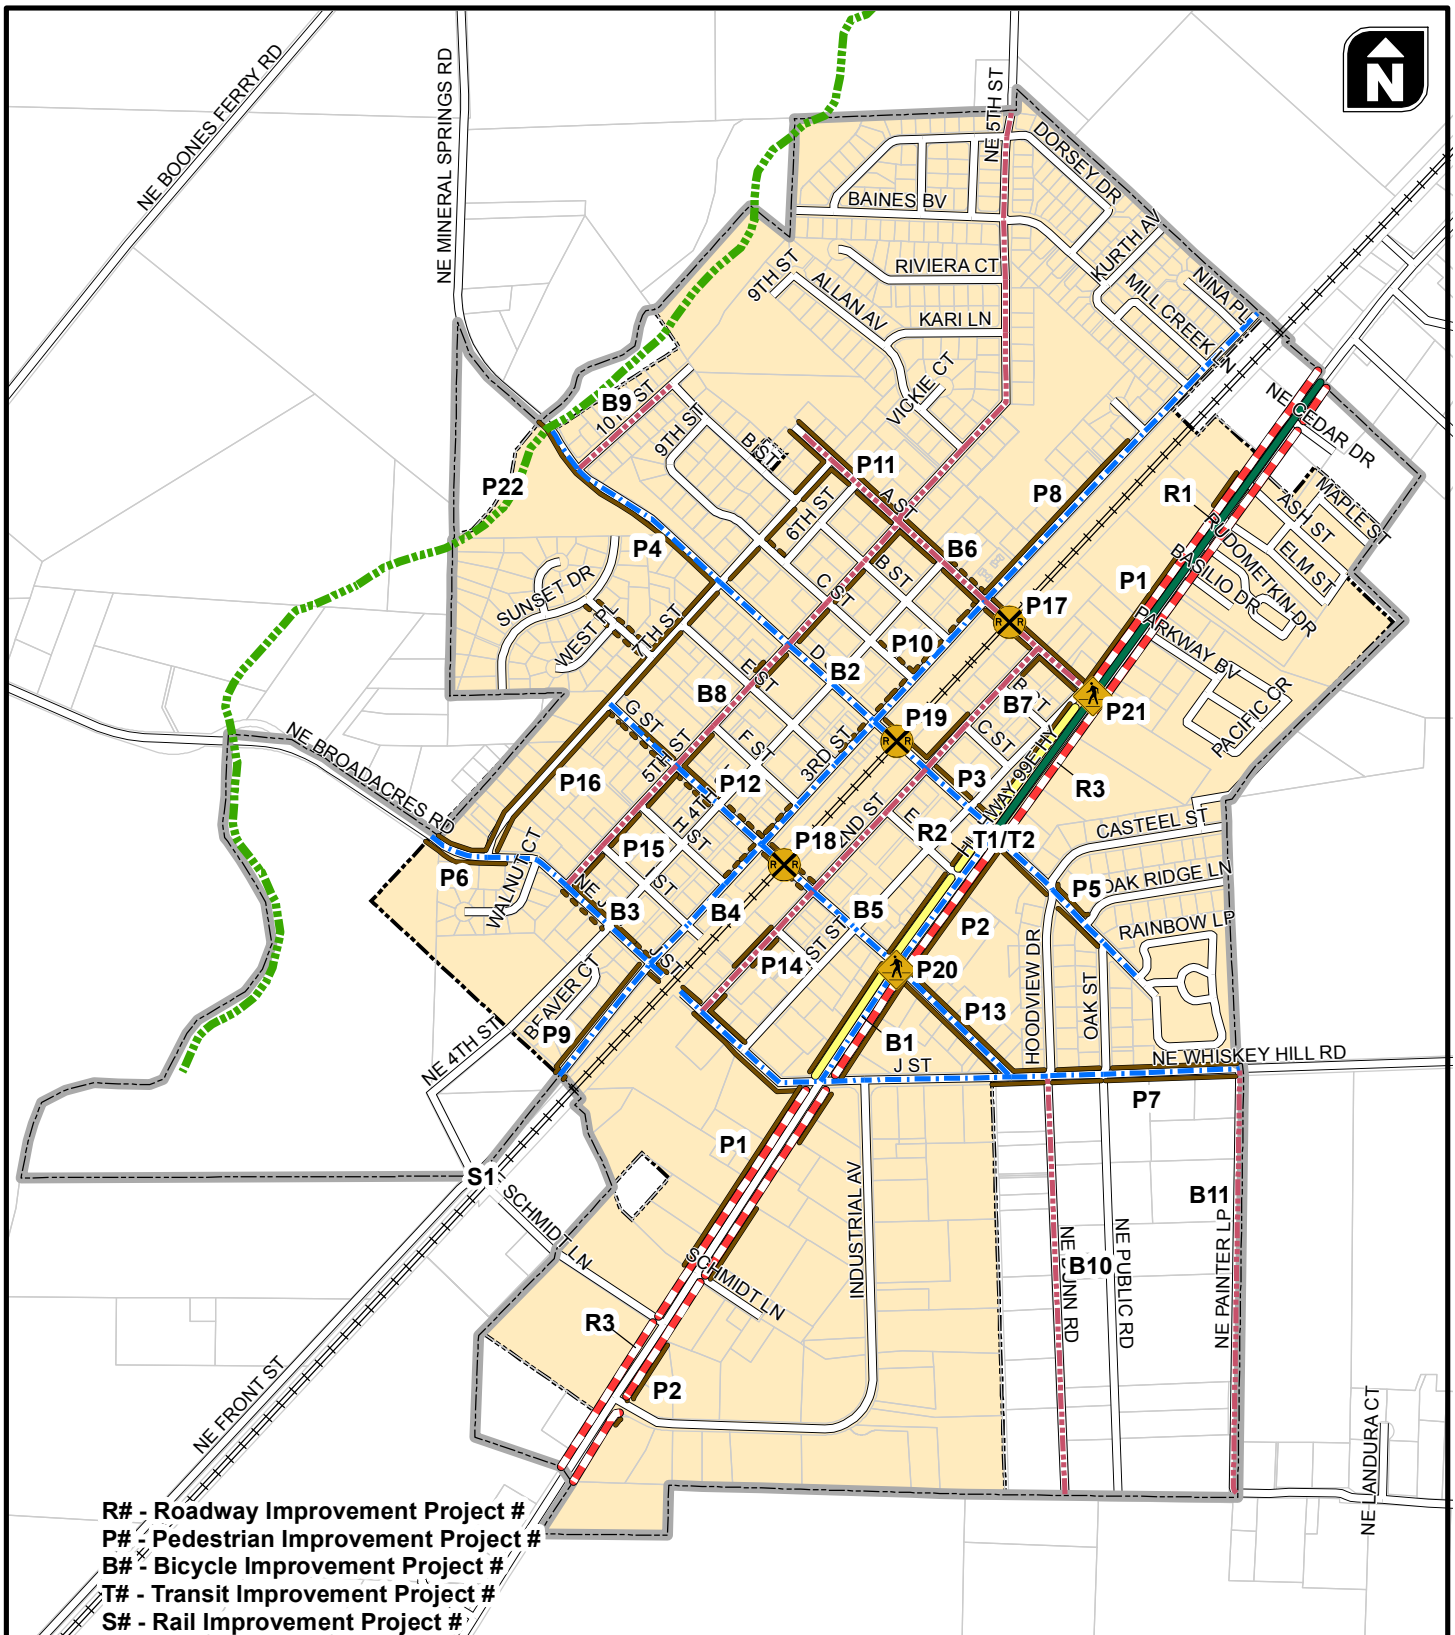 N
NE BOONES FERRY RD
NE MINERAL SPRINGS RD
NE 5TH ST
DORSEY DR
BAINES BV
KURTH AV
NINA PL
RIVIERA CT
9TH ST
ALLAN AV
MILL CREEK LN
KARI LN
VICKIE CT
NE CEDAR DR
B9
10TH ST
9TH ST
B ST
P11
A ST
P22
P8
R1
MAPLE ST
ASH ST
6TH ST
P4
B6
RUDOMETKIN DR
ELM ST
BASILIO DR
B ST
P1
SUNSET DR
C ST
P17
WEST PL
7TH ST
P10
PARKWAY BV
D
B2
E ST
B8
B ST
B7
P21
PACIFIC CR
G ST
P19
C ST
F ST
3RD ST
NE BROADACRES RD
5TH ST
P16
P12
4T
P3
HIGHWAY 99E HY
R3
2ND ST
E
R2
T1/T2
CASTEEL ST
H ST
P18
P15
P6
WALNUT CT
ST
P5
OAK RIDGE LN
NE
B3
B4
B5
RAINBOW LP
P2
ST ST
J ST
P14
P20
HOODVIEW DR
OAK ST
BEAVER CT
P9
P13
B1
NE 4TH ST
J ST
NE WHISKEY HILL RD
P7
P1
S1
SCHMIDT LN
INDUSTRIAL AV
B11
NE PAINTER LP
SCHMIDT LN
B10
NE PUBLIC RD
R3
P2
NE FRONT ST
NE LANDURA CT
R# - Roadway Improvement Project #
P# - Pedestrian Improvement Project #
B# - Bicycle Improvement Project #
T# - Transit Improvement Project #
S# - Rail Improvement Project #